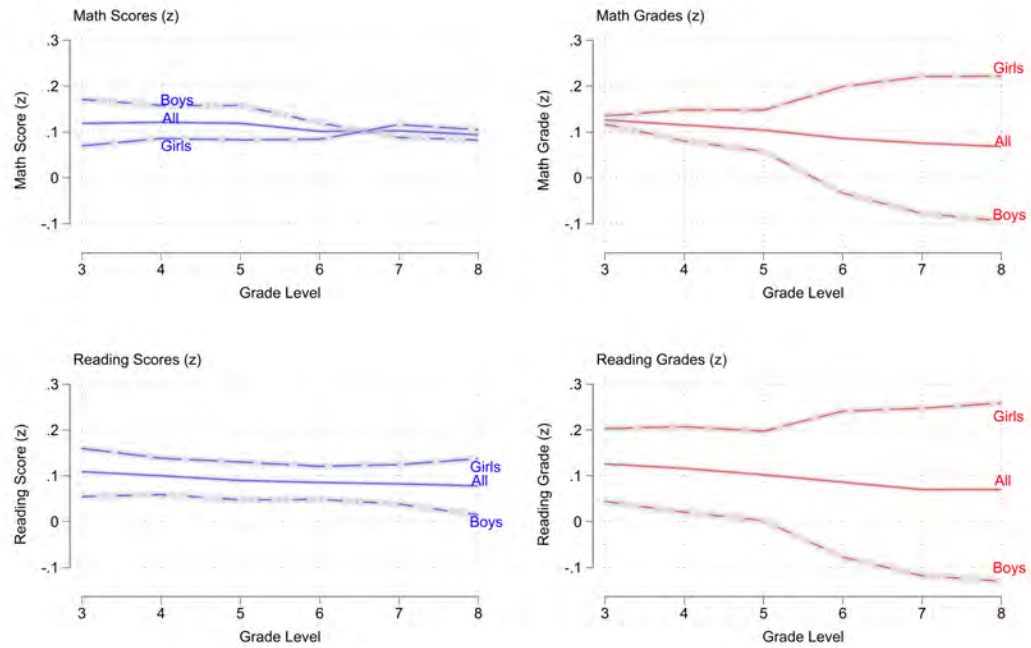 Math Scores (z)
.3
.2
.1
0
-.1
Math Score (z)
Boys
All
Girls
3 4 5 6 7 8
Grade Level
Math Grades (z)
.3
.2
.1
0
-.1
Math Grade (z)
Girls
All
Boys
3 4 5 6 7 8
Grade Level
Reading Scores (z)
.3
.2
.1
0
-.1
Reading Score (z)
Girls
All
Boys
3 4 5 6 7 8
Grade Level
Reading Grades (z)
.3
.2
.1
0
-.1
Reading Grade (z)
Girls
All
Boys
3 4 5 6 7 8
Grade Level